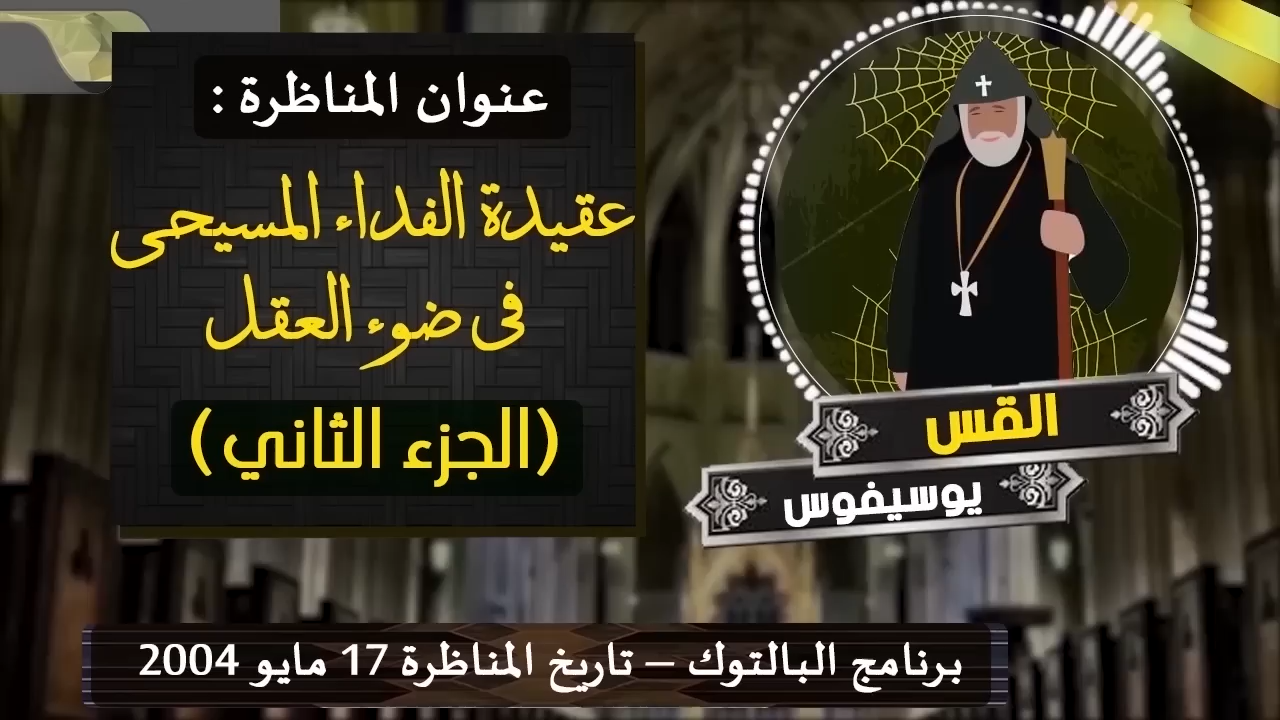 عنوان المناظرة :
عقيدة الفداء المسيحى
فى ضوء العقل
(الجزء الثاني)
القس
يوسيفوس
برنامج البالتوك – تاريخ المناظرة 17 مايو 2004